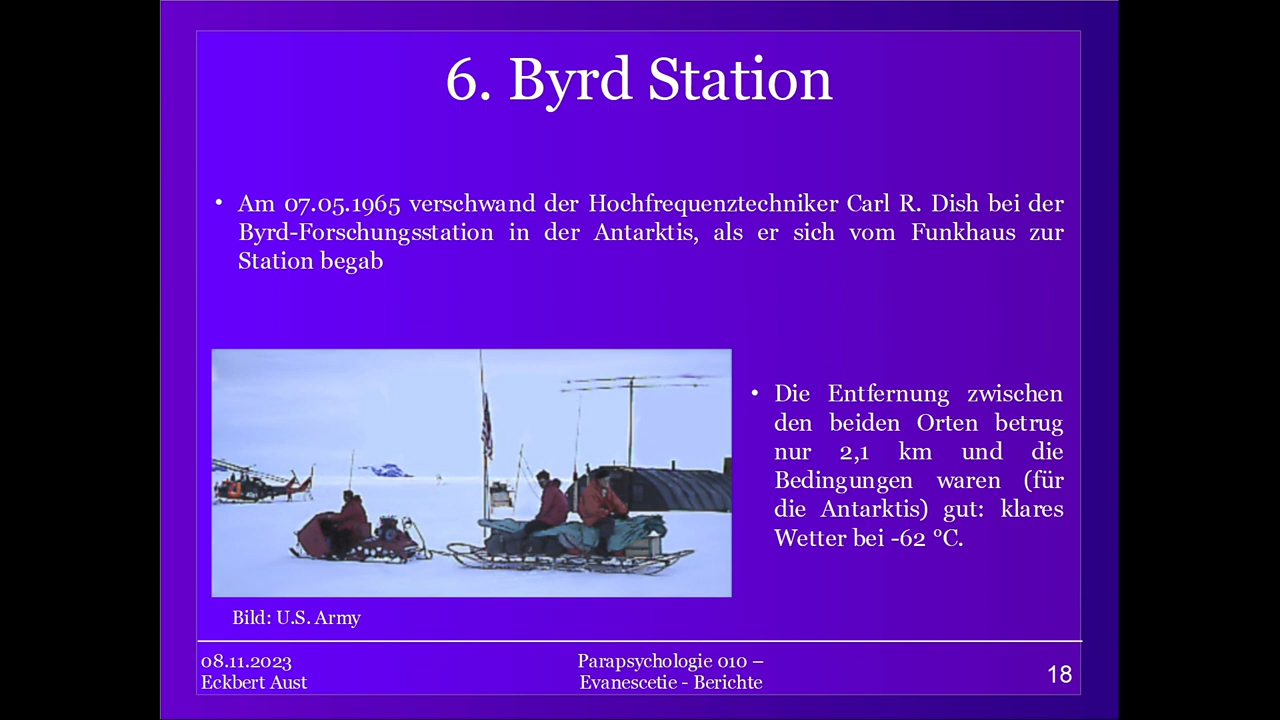 6. Byrd Station
• Am 07.05.1965 verschwand der Hochfrequenztechniker Carl R. Dish bei der
Byrd-Forschungsstation in der Antarktis, als er sich vom Funkhaus zur
Station begab
• Die Entfernung zwischen
den beiden Orten betrug
nur 2,1 km und die
Bedingungen waren (für
die Antarktis) gut: klares
Wetter bei -62 °C.
Bild: U.S. Army
08.11.2023
Eckbert Aust
Parapsychologie 010 –
Evanescetie - Berichte
18